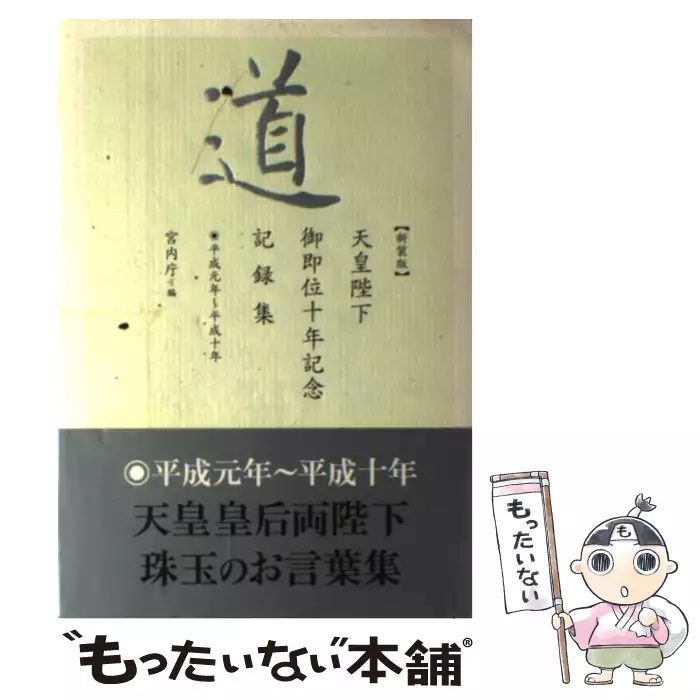 道
【新装版】
天皇陛下
御即位十年記念
記録集
◉平成元年〜平成十年
宮内庁＝編
◉平成元年〜平成十年
天皇皇后両陛下
珠玉のお言葉集
も
もったいない
“もったいない”本舗®